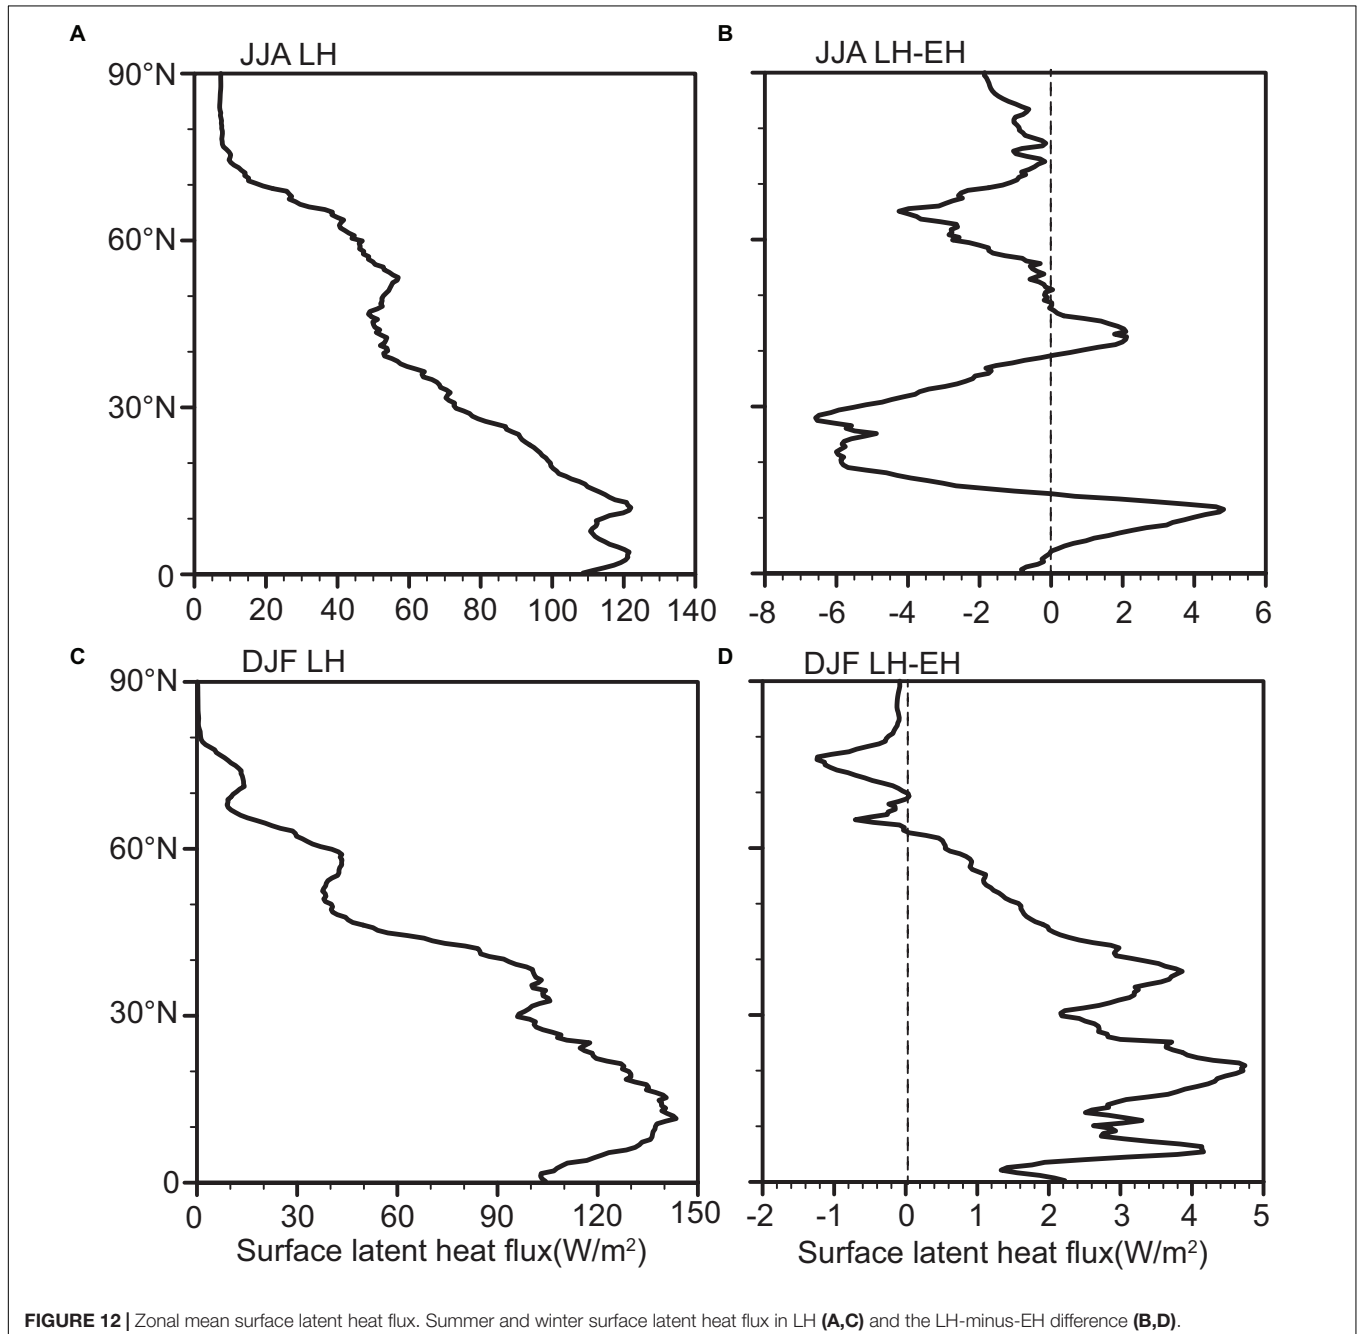 A
JJA LH
90°N
60°N
30°N
0
0 20 40 60 80 100 120 140
B
JJA LH-EH
-8 -6 -4 -2 0 2 4 6
C
DJF LH
90°N
60°N
30°N
0
0 30 60 90 120 150
Surface latent heat flux(W/m²)
D
DJF LH-EH
-2 -1 0 1 2 3 4 5
Surface latent heat flux(W/m²)
FIGURE 12 | Zonal mean surface latent heat flux. Summer and winter surface latent heat flux in LH (A,C) and the LH-minus-EH difference (B,D).